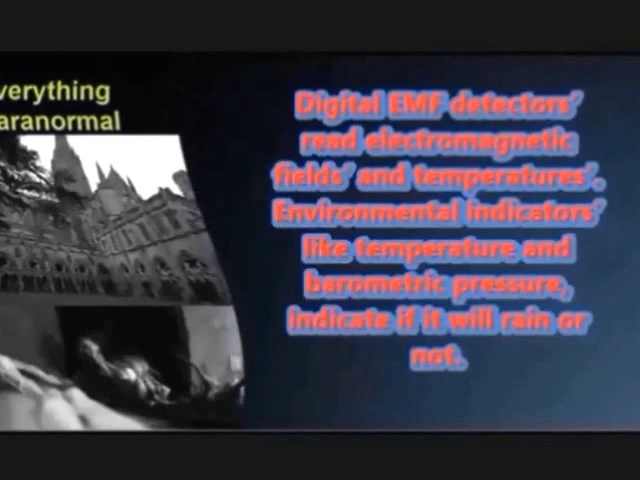 verything
aranormal
Digital EMF detectors'
read electromagnetic
fields' and temperatures'.
Environmental indicators'
like temperature and
barometric pressure,
indicate if it will rain or
not.